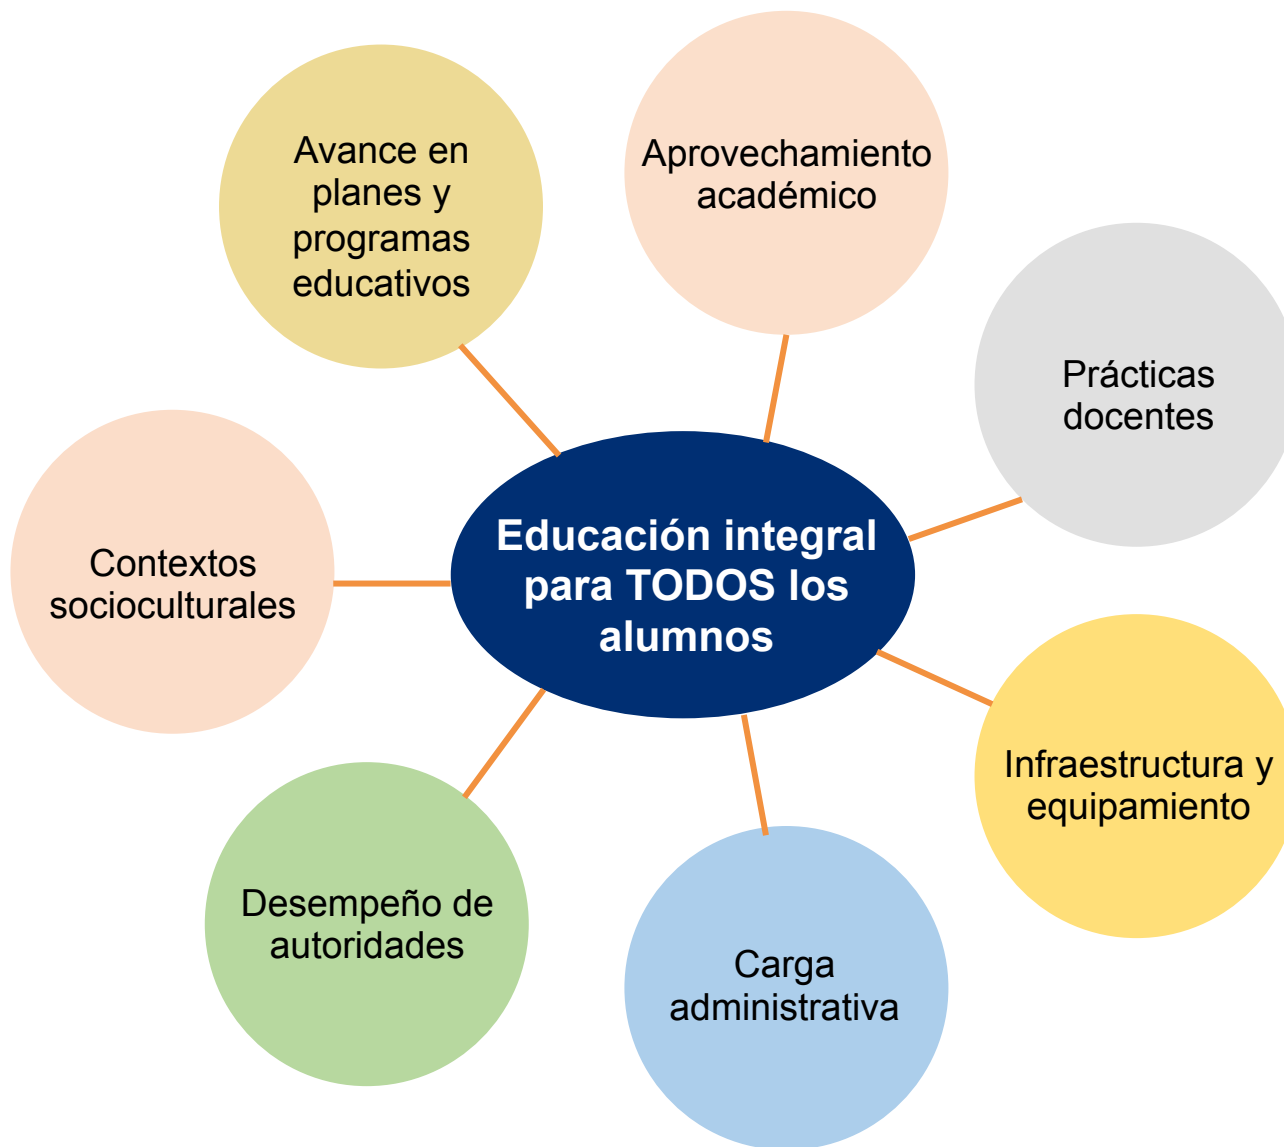 Avance en
planes y
programas
educativos
Aprovechamiento
académico
Prácticas
docentes
Educación integral
para TODOS los
alumnos
Contextos
socioculturales
Infraestructura y
equipamiento
Desempeño de
autoridades
Carga
administrativa